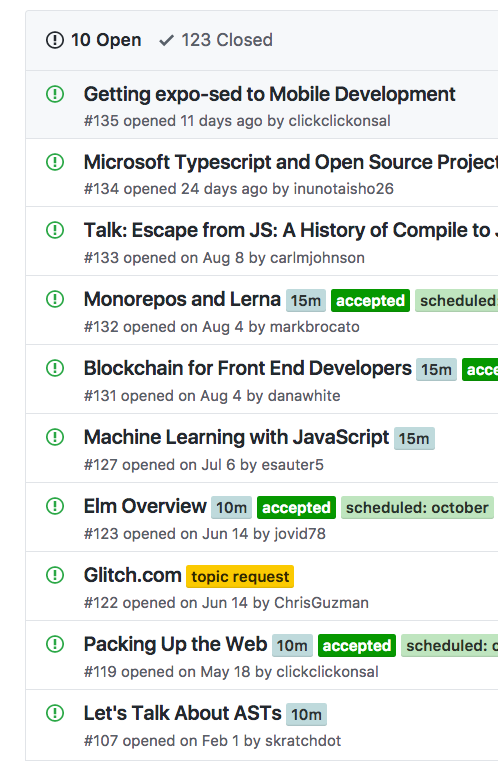 10 Open 123 Closed
Getting expo-sed to Mobile Development
#135 opened 11 days ago by clickclickonsal
Microsoft Typescript and Open Source Project
#134 opened 24 days ago by inunotaisho26
Talk: Escape from JS: A History of Compile to
#133 opened on Aug 8 by carlmjohnson
Monorepos and Lerna 15m accepted scheduled:
#132 opened on Aug 4 by markbrocato
Blockchain for Front End Developers 15m acce
#131 opened on Aug 4 by danawhite
Machine Learning with JavaScript 15m
#127 opened on Jul 6 by esauter5
Elm Overview 10m accepted scheduled: october
#123 opened on Jun 14 by jovid78
Glitch.com topic request
#122 opened on Jun 14 by ChrisGuzman
Packing Up the Web 10m accepted scheduled: o
#119 opened on May 18 by clickclickonsal
Let's Talk About ASTs 10m
#107 opened on Feb 1 by skratchdot